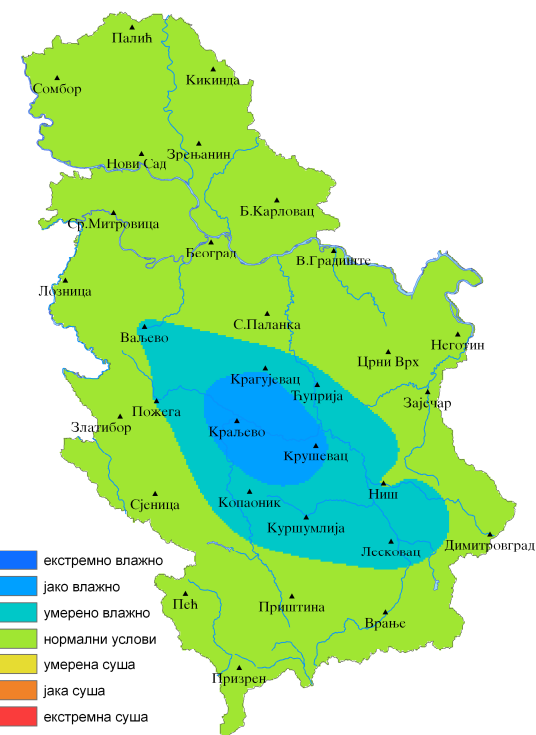 Палић
Сомбор
Кикинда
Нови Сад
Зрењанин
Б.Карловац
Ср.Митровица
Београд
В.Градиште
Лозница
С.Паланка
Ваљево
Неготин
Црни Врх
Крагујевац
Ћуприја
Зајечар
Пожега
Златибор
Краљево
Крушевац
Ниш
Сјеница
Копаоник
Куршумлија
Лесковац
Димитровград
Пећ
Приштина
Врање
Призрен
екстремно влажно
јако влажно
умерено влажно
нормални услови
умерена суша
јака суша
екстремна суша